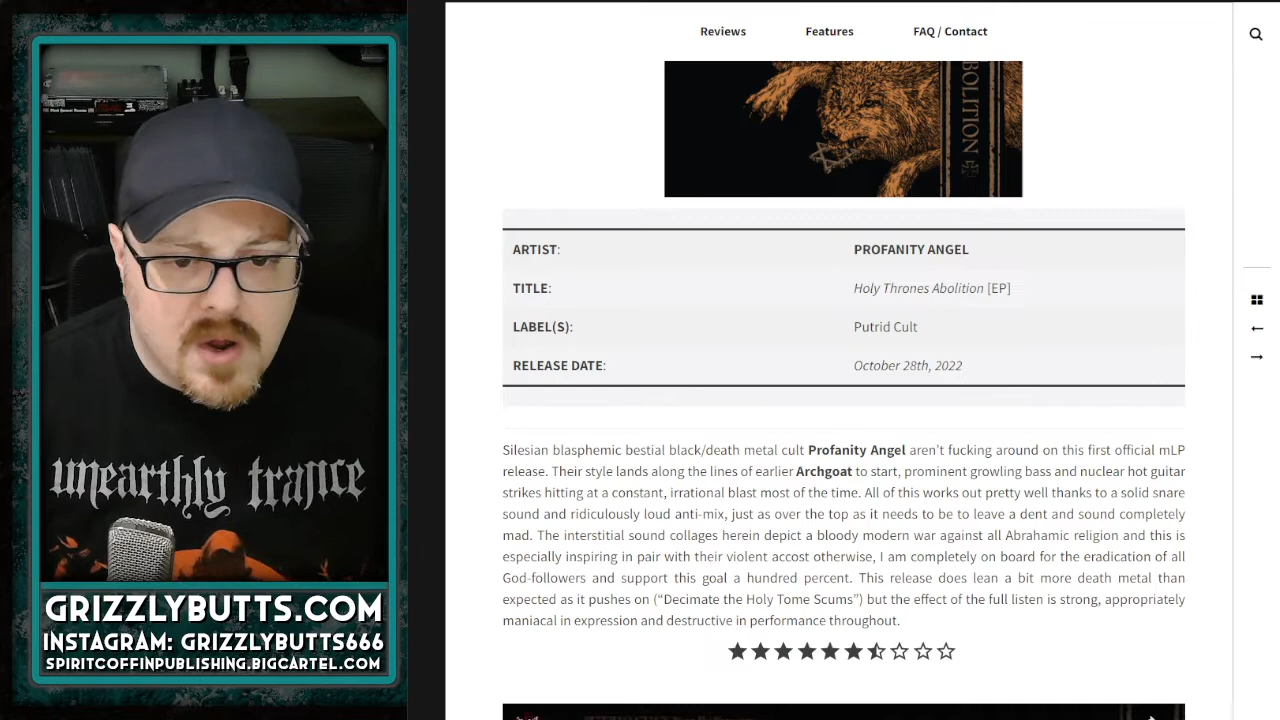 Reviews
Features
FAQ / Contact
BOLITION
ARTIST: PROFANITY ANGEL
TITLE: Holy Thrones Abolition [EP]
LABEL(S): Putrid Cult
RELEASE DATE: October 28th, 2022
Silesian blasphemic bestial black/death metal cult Profanity Angel aren’t fucking around on this first official mLP
release. Their style lands along the lines of earlier Archgoat to start, prominent growling bass and nuclear hot guitar
strikes hitting at a constant, irrational blast most of the time. All of this works out pretty well thanks to a solid snare
sound and ridiculously loud anti-mix, just as over the top as it needs to be to leave a dent and sound completely
mad. The interstitial sound collages herein depict a bloody modern war against all Abrahamic religion and this is
especially inspiring in pair with their violent accost otherwise, I am completely on board for the eradication of all
God-followers and support this goal a hundred percent. This release does lean a bit more death metal than
expected as it pushes on (“Decimate the Holy Tome Scums”) but the effect of the full listen is strong, appropriately
maniacal in expression and destructive in performance throughout.
unearthly trance
GRIZZLYBUTTS.COM
INSTAGRAM: GRIZZLYBUTTS666
SPIRITCOFFINPUBLISHING.BIGCARTEL.COM